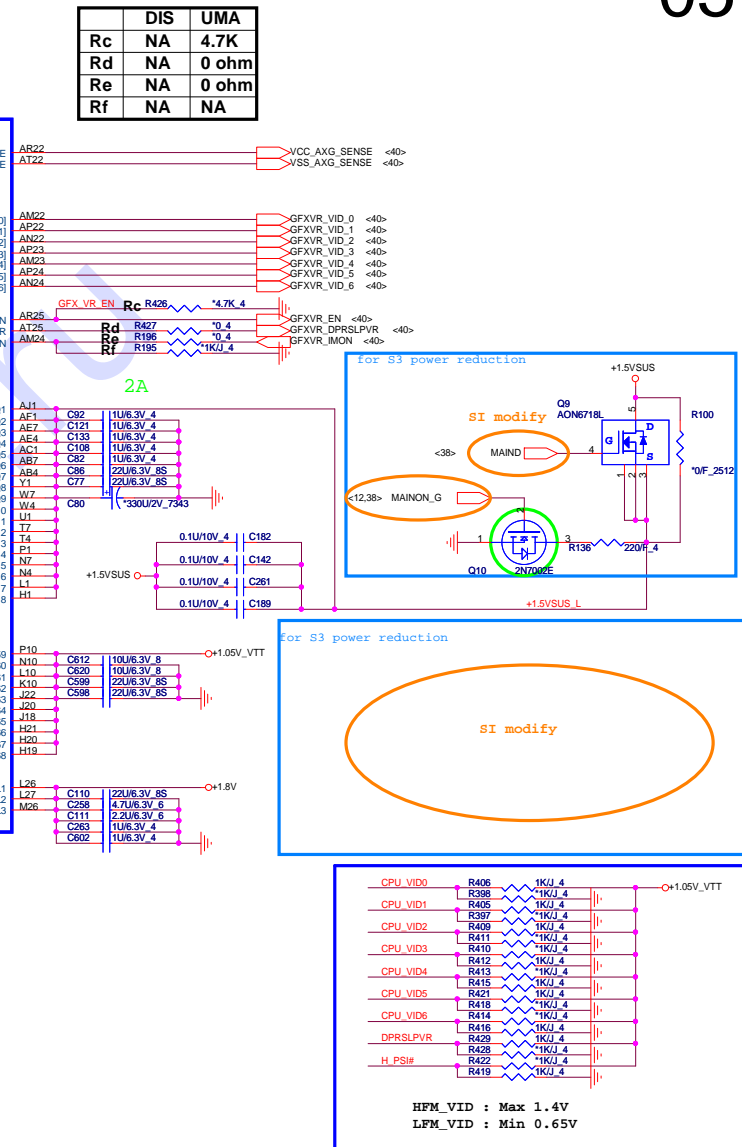 05
DIS UMA
Rc NA 4.7K
Rd NA 0 ohm
Re NA 0 ohm
Rf NA NA
AR22 VCC_AXG_SENSE <40>
AT22 VSS_AXG_SENSE <40>
AM22 GFXVR_VID_0 <40>
AP22 GFXVR_VID_1 <40>
AN22 GFXVR_VID_2 <40>
AP23 GFXVR_VID_3 <40>
AM23 GFXVR_VID_4 <40>
AP24 GFXVR_VID_5 <40>
AN24 GFXVR_VID_6 <40>
GFX_VR_EN Rc R426 *4.7K_4
AR25 GFXVR_EN <40>
AT25 Rd R427 *0_4 GFXVR_DPRSLPVR <40>
AM24 Re R196 *0_4 GFXVR_IMON <40>
Rf R195 *1K/J_4
2A
AJ1
AF1 C92 1U/6.3V_4
AE7 C121 1U/6.3V_4
AE4 C133 1U/6.3V_4
AC1 C108 1U/6.3V_4
AB7 C82 1U/6.3V_4
AB4 C86 22U/6.3V_8S
Y1 C77 22U/6.3V_8S
W7
W4 C80 + *330U/2V_7343
U1
T7
T4
P1
N7
N4
L1
H1
for S3 power reduction
+1.5VSUS
Q9
AON6718L
R100
SI modify
5
D
G
S
<38> MAIND 4
1 2 3
*0/F_2512
<12,38> MAINON_G
2
1 3
R136 220/F_4
Q10 2N7002E
0.1U/10V_4 C182
0.1U/10V_4 C142
+1.5VSUS
0.1U/10V_4 C261
0.1U/10V_4 C189
+1.5VSUS_L
P10 +1.05V_VTT
N10 C612 10U/6.3V_8
L10 C620 10U/6.3V_8
K10 C599 22U/6.3V_8S
J22 C598 22U/6.3V_8S
J20
J18
H21
H20
H19
for S3 power reduction
SI modify
L26 +1.8V
L27 C110 22U/6.3V_8S
M26 C258 4.7U/6.3V_6
C111 2.2U/6.3V_6
C263 1U/6.3V_4
C602 1U/6.3V_4
CPU_VID0 R406 1K/J_4 +1.05V_VTT
R398 *1K/J_4
CPU_VID1 R405 1K/J_4
R397 *1K/J_4
CPU_VID2 R409 1K/J_4
R411 *1K/J_4
CPU_VID3 R410 *1K/J_4
R412 1K/J_4
CPU_VID4 R413 *1K/J_4
R415 1K/J_4
CPU_VID5 R421 1K/J_4
R418 *1K/J_4
CPU_VID6 R414 *1K/J_4
R416 1K/J_4
DPRSLPVR R429 1K/J_4
R428 *1K/J_4
H_PSI# R422 *1K/J_4
R419 1K/J_4
HFM_VID : Max 1.4V
LFM_VID : Min 0.65V